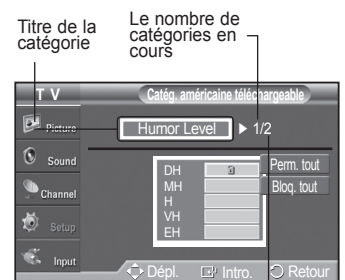 Titre de la
catégorie
Le nombre de
catégories en
cours
T V
Catég. américaine téléchargeable
Picture
Humor Level
1/2
Sound
DH
Perm. tout
MH
Bloq. tout
Channel
H
VH
Setup
EH
Input
Dépl.
Intro.
Retour